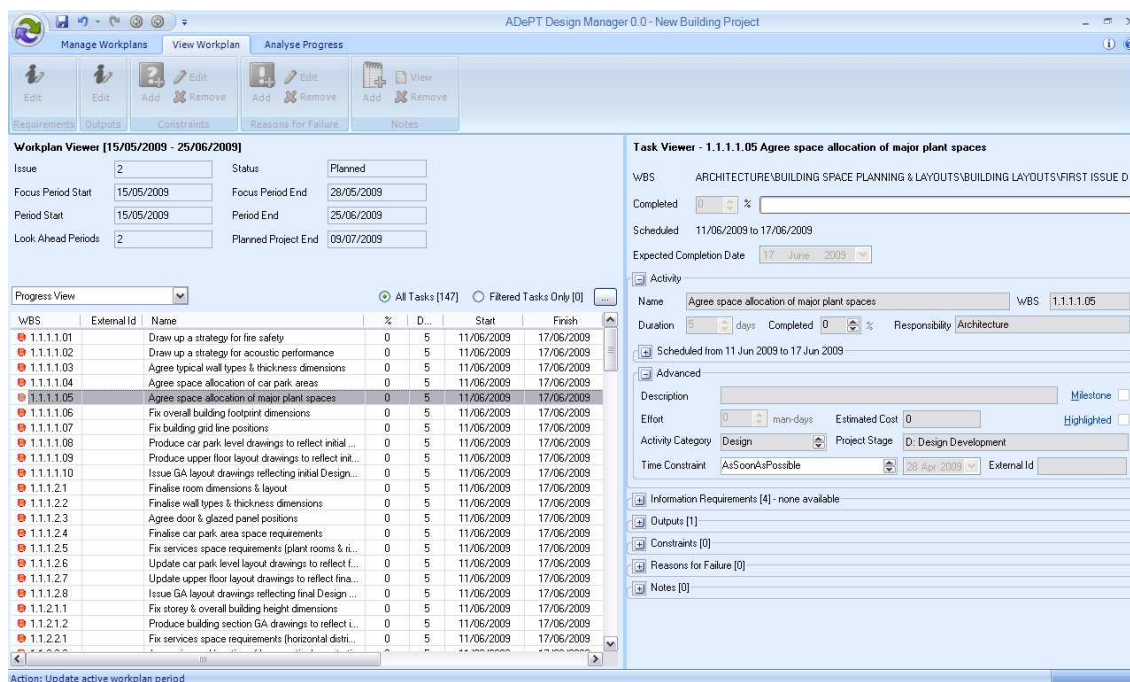 ADePT Design Manager 0.0 - New Building Project
Manage Workplans View Workplan Analyse Progress
Edit Edit Add Edit Remove Add Edit Remove Add View Remove
Requirements Outputs Constraints Reasons for Failure Notes
Workplan Viewer [15/05/2009 - 25/06/2009]
Issue 2 Status Planned
Focus Period Start 15/05/2009 Focus Period End 28/05/2009
Period Start 15/05/2009 Period End 25/06/2009
Look Ahead Periods 2 Planned Project End 09/07/2009
Progress View All Tasks [147] Filtered Tasks Only [0] ...
WBS External Id Name % D... Start Finish
1.1.1.1.01 Draw up a strategy for fire safety 0 5 11/06/2009 17/06/2009
1.1.1.1.02 Draw up a strategy for acoustic performance 0 5 11/06/2009 17/06/2009
1.1.1.1.03 Agree typical wall types & thickness dimensions 0 5 11/06/2009 17/06/2009
1.1.1.1.04 Agree space allocation of car park areas 0 5 11/06/2009 17/06/2009
1.1.1.1.05 Agree space allocation of major plant spaces 0 5 11/06/2009 17/06/2009
1.1.1.1.06 Fix overall building footprint dimensions 0 5 11/06/2009 17/06/2009
1.1.1.1.07 Fix building grid line positions 0 5 11/06/2009 17/06/2009
1.1.1.1.08 Produce car park level drawings to reflect initial ... 0 5 11/06/2009 17/06/2009
1.1.1.1.09 Produce upper floor layout drawings to reflect init... 0 5 11/06/2009 17/06/2009
1.1.1.1.10 Issue GA layout drawings reflecting initial Design... 0 5 11/06/2009 17/06/2009
1.1.1.2.1 Finalise room dimensions & layout 0 5 11/06/2009 17/06/2009
1.1.1.2.2 Finalise wall types & thickness dimensions 0 5 11/06/2009 17/06/2009
1.1.1.2.3 Agree door & glazed panel positions 0 5 11/06/2009 17/06/2009
1.1.1.2.4 Finalise car park area space requirements 0 5 11/06/2009 17/06/2009
1.1.1.2.5 Fix services space requirements (plant rooms & ri... 0 5 11/06/2009 17/06/2009
1.1.1.2.6 Update car park level layout drawings to reflect f... 0 5 11/06/2009 17/06/2009
1.1.1.2.7 Update upper floor layout drawings to reflect fina... 0 5 11/06/2009 17/06/2009
1.1.1.2.8 Issue GA layout drawings reflecting final Design ... 0 5 11/06/2009 17/06/2009
1.1.2.1.1 Fix storey & overall building height dimensions 0 5 11/06/2009 17/06/2009
1.1.2.1.2 Produce building section GA drawings to reflect i... 0 5 11/06/2009 17/06/2009
1.1.2.2.1 Fix services space requirements (horizontal distri... 0 5 11/06/2009 17/06/2009
Action: Update active workplan period
Task Viewer - 1.1.1.1.05 Agree space allocation of major plant spaces
WBS ARCHITECTURE\BUILDING SPACE PLANNING & LAYOUTS\BUILDING LAYOUTS\FIRST ISSUE D
Completed 0 %
Scheduled 11/06/2009 to 17/06/2009
Expected Completion Date 17 June 2009
Activity
Name Agree space allocation of major plant spaces WBS 1.1.1.1.05
Duration 5 days Completed 0 % Responsibility Architecture
Scheduled from 11 Jun 2009 to 17 Jun 2009
Advanced
Description Milestone
Effort 0 man-days Estimated Cost 0 Highlighted
Activity Category Design Project Stage D: Design Development
Time Constraint AsSoonAsPossible 28 Apr 2009 External Id
Information Requirements [4] - none available
Outputs [1]
Constraints [0]
Reasons for Failure [0]
Notes [0]